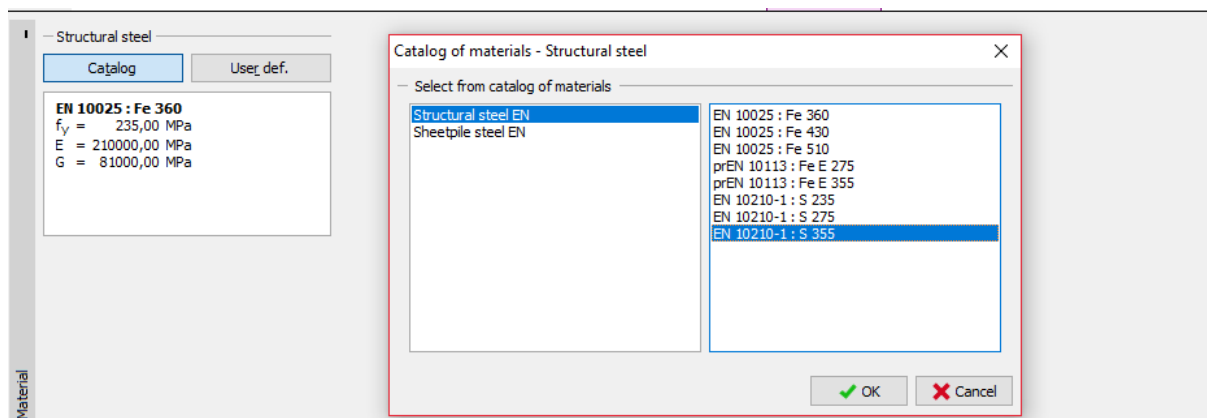 Structural steel
Catalog
User def.
EN 10025 : Fe 360
fy = 235,00 MPa
E = 210000,00 MPa
G = 81000,00 MPa
Material
Catalog of materials - Structural steel
Select from catalog of materials
Structural steel EN
Sheetpile steel EN
EN 10025 : Fe 360
EN 10025 : Fe 430
EN 10025 : Fe 510
prEN 10113 : Fe E 275
prEN 10113 : Fe E 355
EN 10210-1 : S 235
EN 10210-1 : S 275
EN 10210-1 : S 355
OK
Cancel